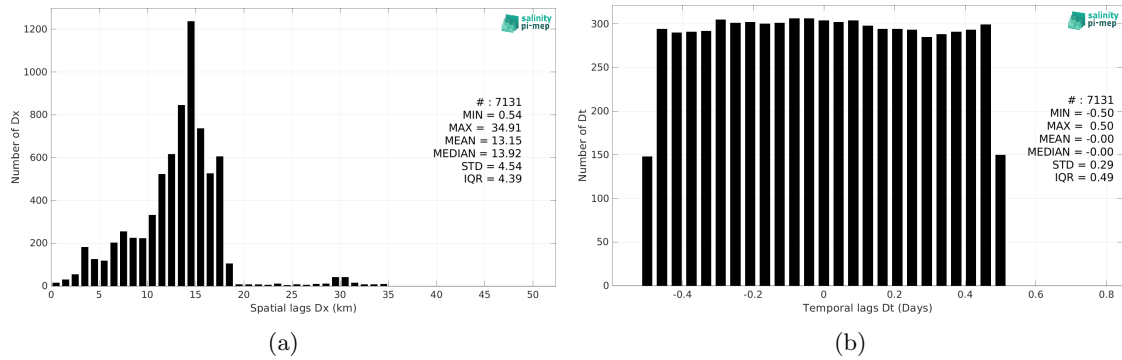 salinity
pi-mep
Number of Dx
1200
1000
800
600
400
200
0
# : 7131
MIN = 0.54
MAX = 34.91
MEAN = 13.15
MEDIAN = 13.92
STD = 4.54
IQR = 4.39
0 5 10 15 20 25 30 35 40 45 50
Spatial lags Dx (km)
(a)
salinity
pi-mep
Number of Dt
300
250
200
150
100
50
0
# : 7131
MIN = -0.50
MAX = 0.50
MEAN = -0.00
MEDIAN = -0.00
STD = 0.29
IQR = 0.49
-0.4 -0.2 0 0.2 0.4 0.6 0.8
Temporal lags Dt (Days)
(b)